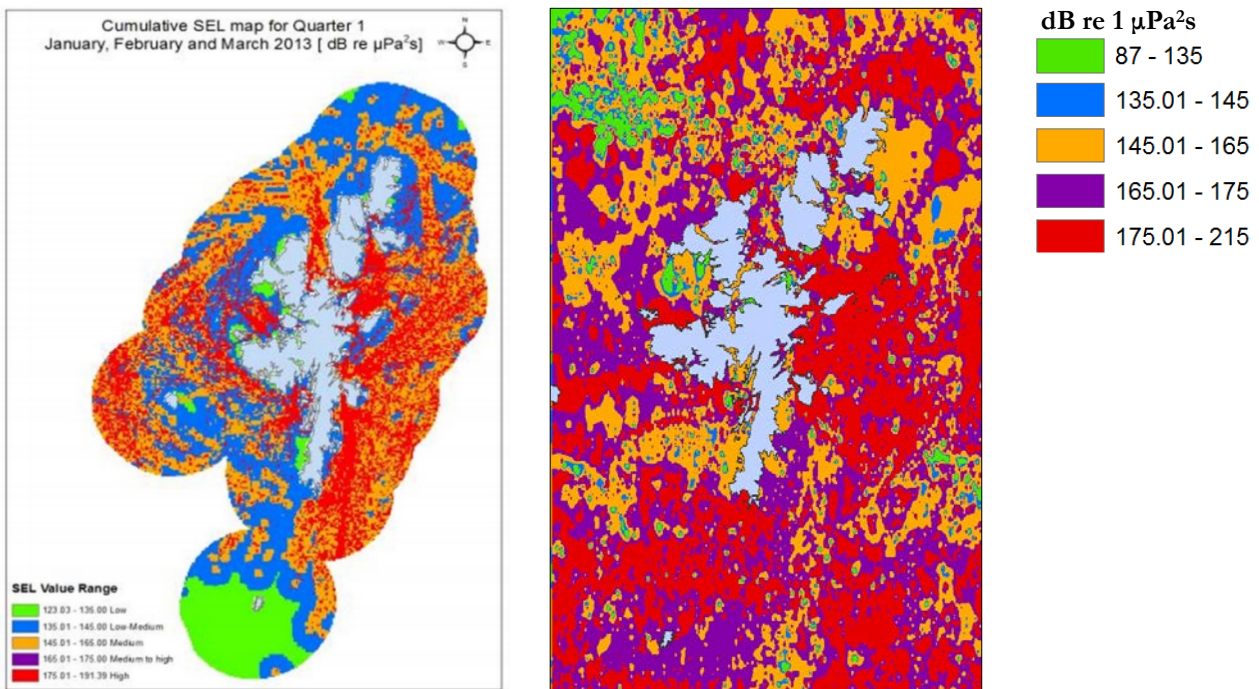 Cumulative SEL map for Quarter 1
January, February and March 2013 [ dB re µPa²s]
N
W E
S
SEL Value Range
123.03 - 135.00 Low
135.01 - 145.00 Low-Medium
145.01 - 165.00 Medium
165.01 - 175.00 Medium to high
175.01 - 191.39 High
dB re 1 µPa²s
87 - 135
135.01 - 145
145.01 - 165
165.01 - 175
175.01 - 215